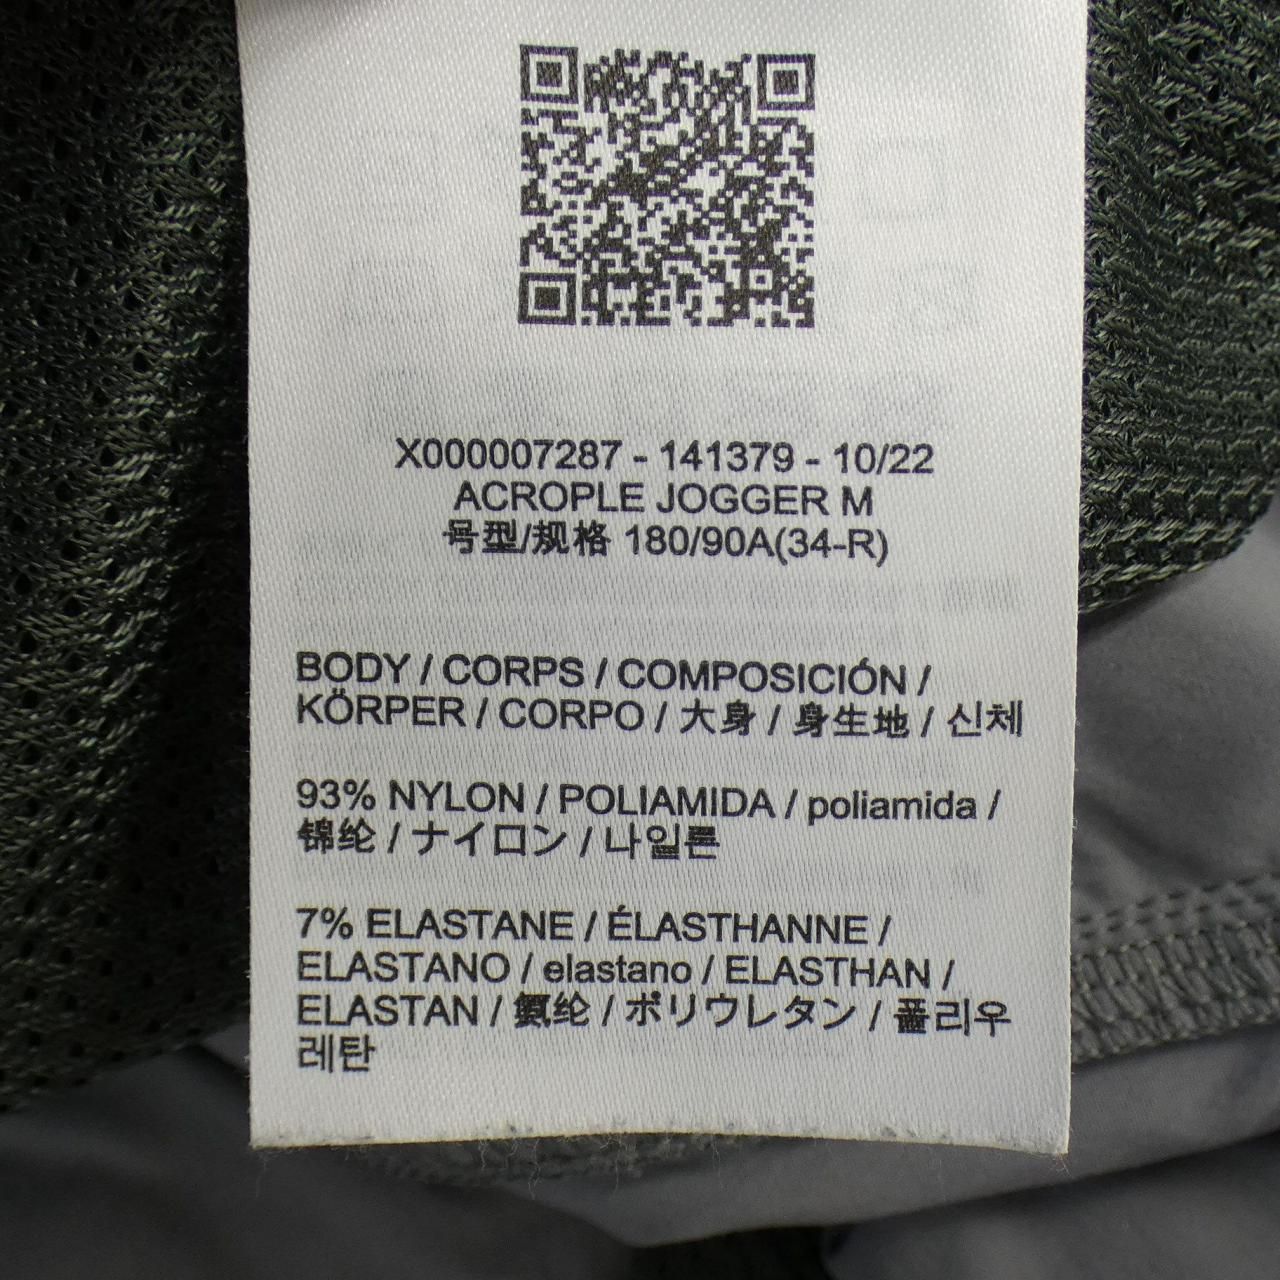 X000007287 - 141379 - 10/22
ACROPLE JOGGER M
号型/规格 180/90A(34-R)
BODY / CORPS / COMPOSICIÓN /
KÖRPER / CORPO / 大身 / 身生地 / 신체
93% NYLON / POLIAMIDA / poliamida /
锦纶 / ナイロン / 나일론
7% ELASTANE / ÉLASTHANNE /
ELASTANO / elastano / ELASTHAN /
ELASTAN / 氨纶 / ポリウレタン / 폴리우
레탄